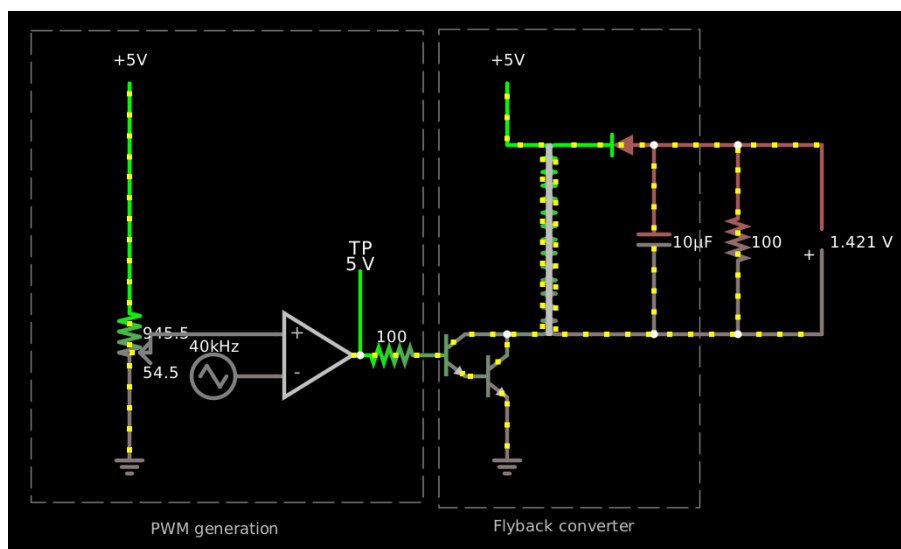 +5V
+5V
TP
5 V
10μF
100
1.421 V
+
945.5
40kHz
+
100
54.5
-
PWM generation
Flyback converter